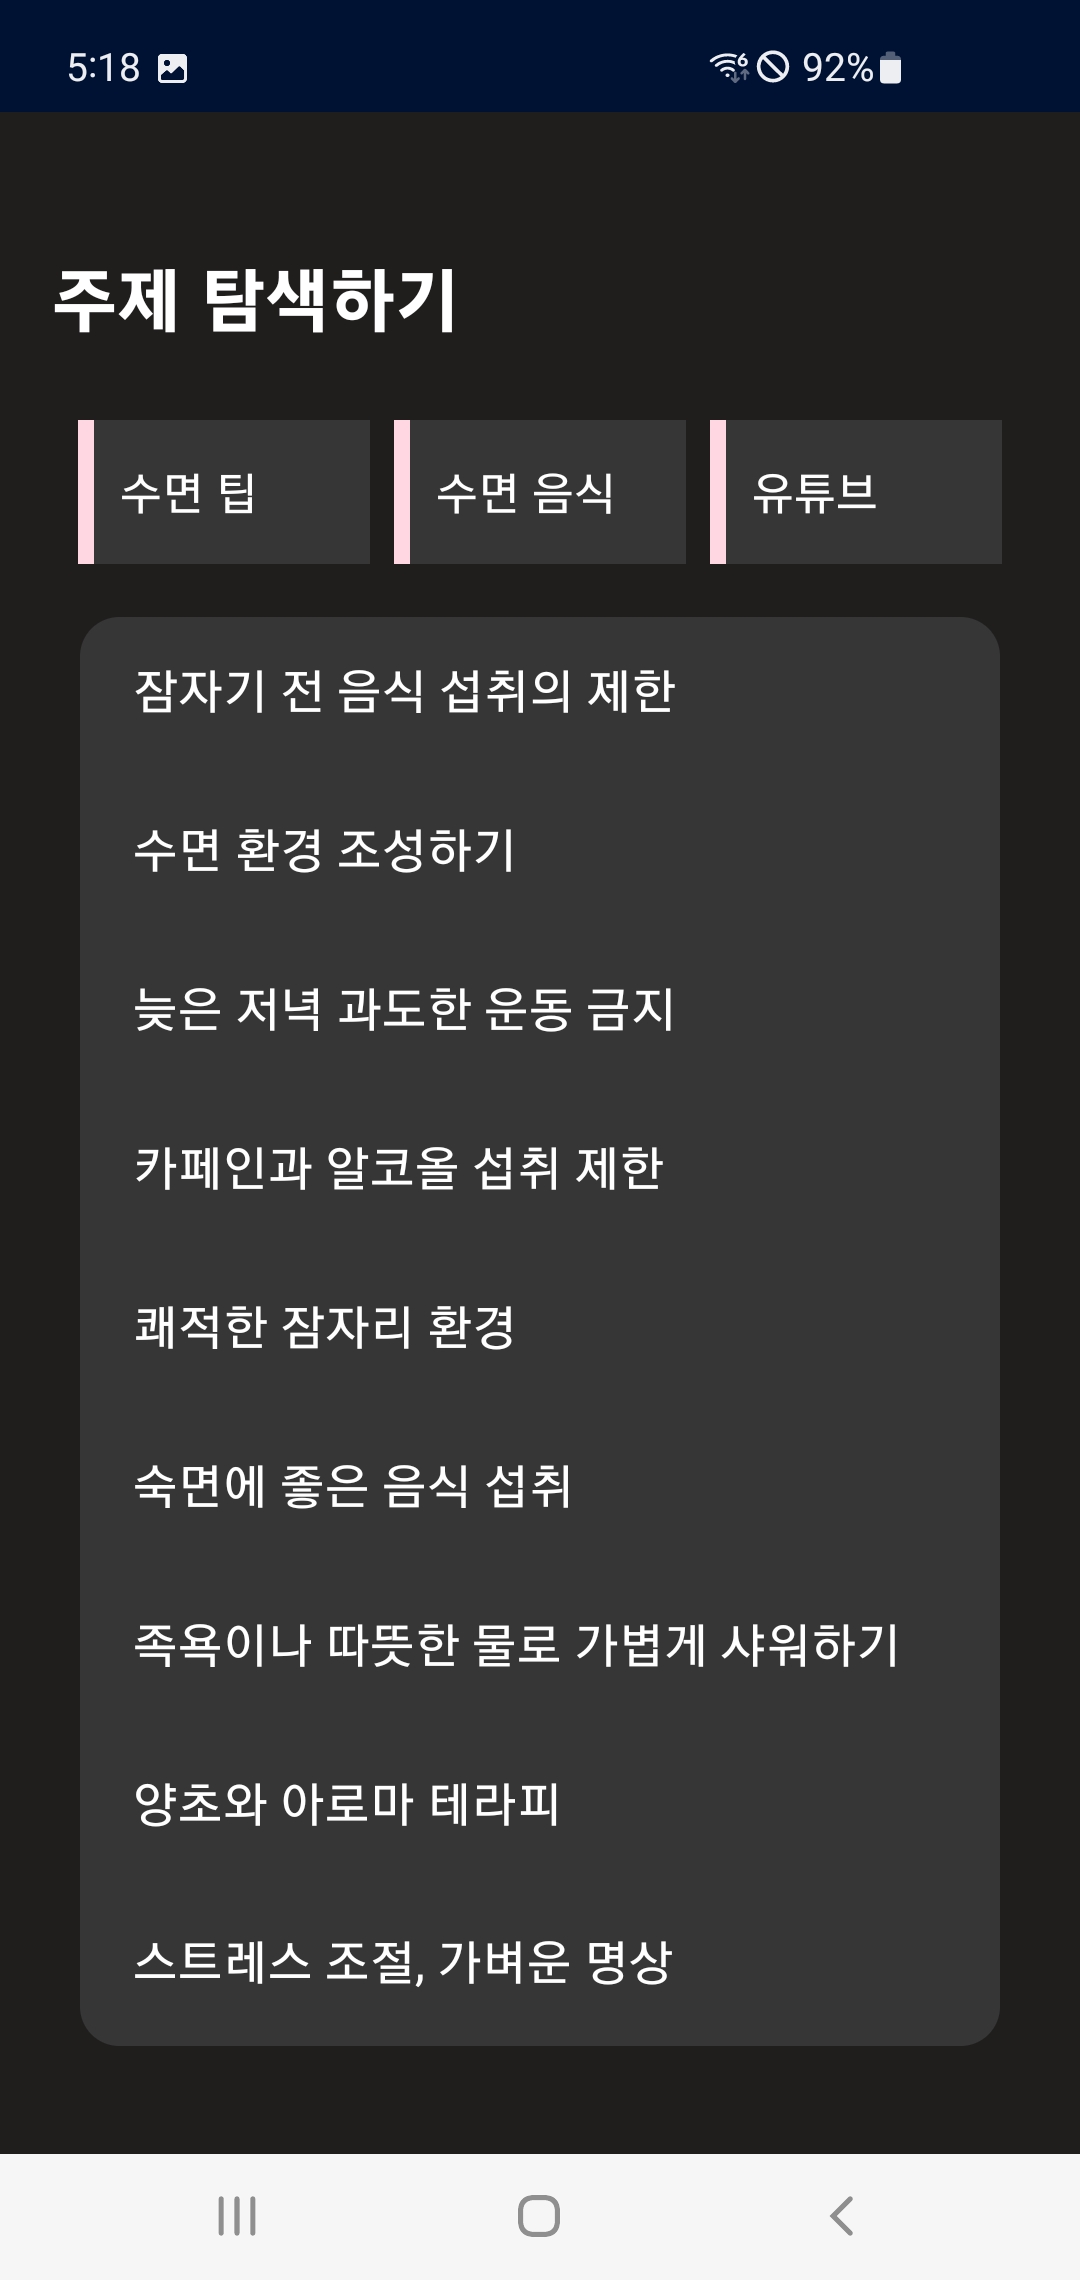 5:18
6 92%
주제 탐색하기
수면 팁 수면 음식 유튜브
잠자기 전 음식 섭취의 제한
수면 환경 조성하기
늦은 저녁 과도한 운동 금지
카페인과 알코올 섭취 제한
쾌적한 잠자리 환경
숙면에 좋은 음식 섭취
족욕이나 따뜻한 물로 가볍게 샤워하기
양초와 아로마 테라피
스트레스 조절, 가벼운 명상